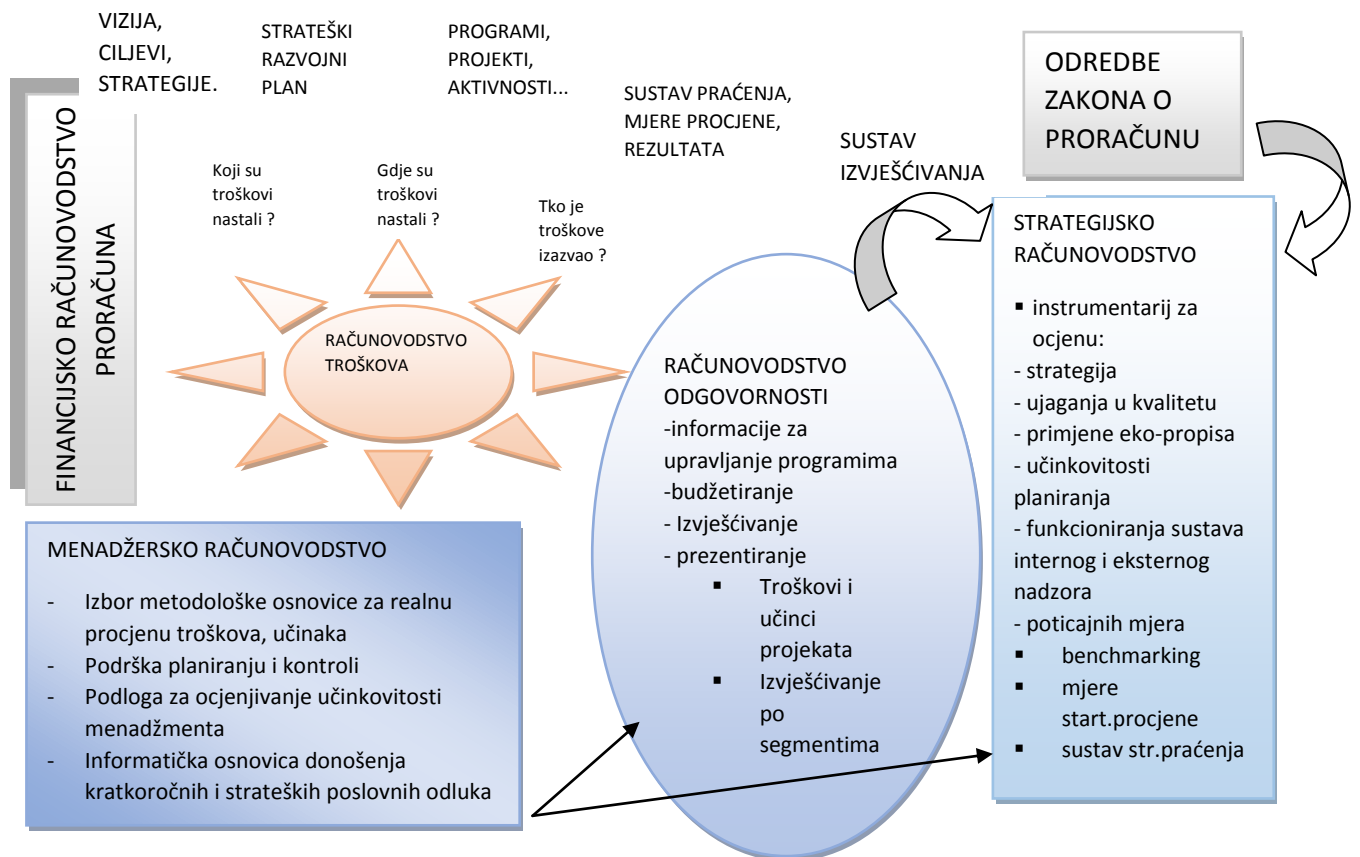 VIZIJA,
CILJEVI,
STRATEGIJE.
STRATEŠKI
RAZVOJNI
PLAN
PROGRAMI,
PROJEKTI,
AKTIVNOSTI...
SUSTAV PRAĆENJA,
MJERE PROCJENE,
REZULTATA
SUSTAV
IZVJEŠĆIVANJA
ODREDBE
ZAKONA O
PRORAČUNU
FINANCIJSKO RAČUNOVODSTVO
PRORAČUNA
Koji su
troškovi
nastali ?
Gdje su
troškovi
nastali ?
Tko je
troškove
izazvao ?
RAČUNOVODSTVO
TROŠKOVA
MENADŽERSKO RAČUNOVODSTVO
- Izbor metodološke osnovice za realnu
procjenu troškova, učinaka
- Podrška planiranju i kontroli
- Podloga za ocjenjivanje učinkovitosti
menadžmenta
- Informatička osnovica donošenja
kratkoročnih i strateških poslovnih odluka
RAČUNOVODSTVO
ODGOVORNOSTI
-informacije za
upravljanje programima
-budžetiranje
- Izvješćivanje
- prezentiranje
▪ Troškovi i
učinci
projekata
▪ Izvješćivanje
po
segmentima
STRATEGIJSKO
RAČUNOVODSTVO
▪ instrumentarij za
ocjenu:
- strategija
- ujaganja u kvalitetu
- primjene eko-propisa
- učinkovitosti
planiranja
- funkcioniranja sustava
internog i eksternog
nadzora
- poticajnih mjera
▪ benchmarking
▪ mjere
start.procjene
▪ sustav str.praćenja